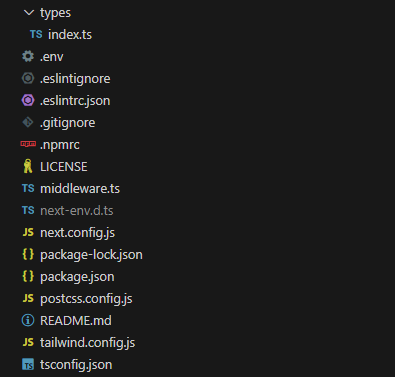 types
TS index.ts
.env
.eslintignore
.eslintrc.json
.gitignore
npm .npmrc
LICENSE
TS middleware.ts
TS next-env.d.ts
JS next.config.js
{ } package-lock.json
{ } package.json
JS postcss.config.js
README.md
JS tailwind.config.js
TS tsconfig.json